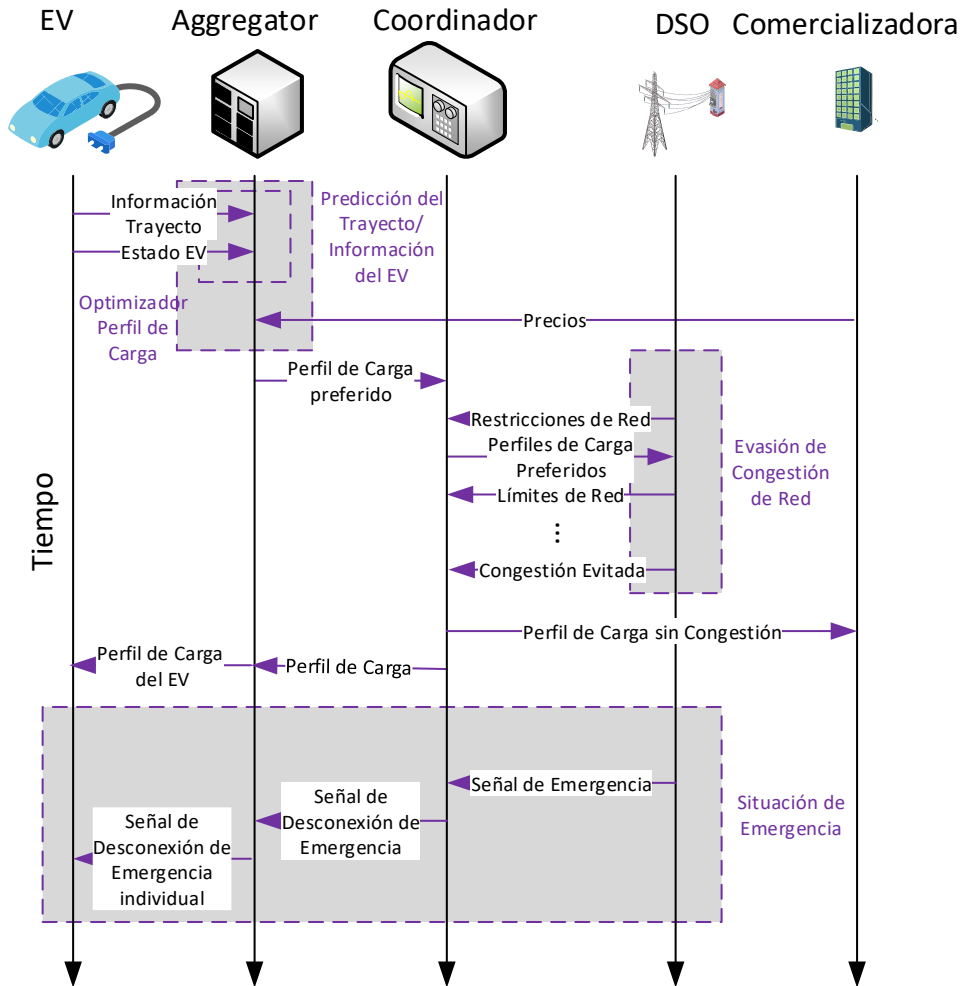 EV
Aggregator
Coordinador
DSO
Comercializadora
Información
Trayecto
Estado EV
Predicción del
Trayecto/
Información
del EV
Optimizador
Perfil de
Carga
Precios
Perfil de Carga
preferido
Restricciones de Red
Perfiles de Carga
Preferidos
Límites de Red
⋮
Congestión Evitada
Evasión de
Congestión
de Red
Tiempo
Perfil de Carga sin Congestión
Perfil de Carga
del EV
Perfil de Carga
Señal de Emergencia
Señal de
Desconexión de
Emergencia
Señal de
Desconexión de
Emergencia
individual
Situación de
Emergencia